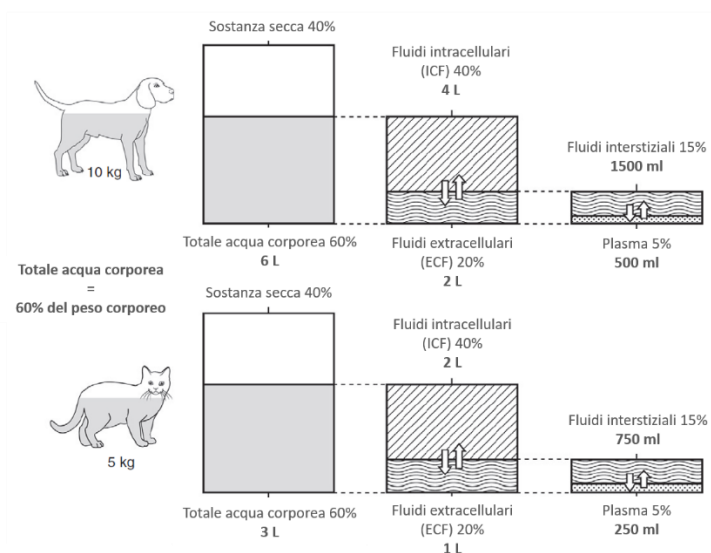 Sostanza secca 40%
Fluidi intracellulari
(ICF) 40%
4 L
10 kg
Fluidi interstiziali 15%
1500 ml
Totale acqua corporea 60%
6 L
Fluidi extracellulari
(ECF) 20%
2 L
Plasma 5%
500 ml
Totale acqua corporea
=
60% del peso corporeo
Sostanza secca 40%
Fluidi intracellulari
(ICF) 40%
2 L
5 kg
Fluidi interstiziali 15%
750 ml
Totale acqua corporea 60%
3 L
Fluidi extracellulari
(ECF) 20%
1 L
Plasma 5%
250 ml